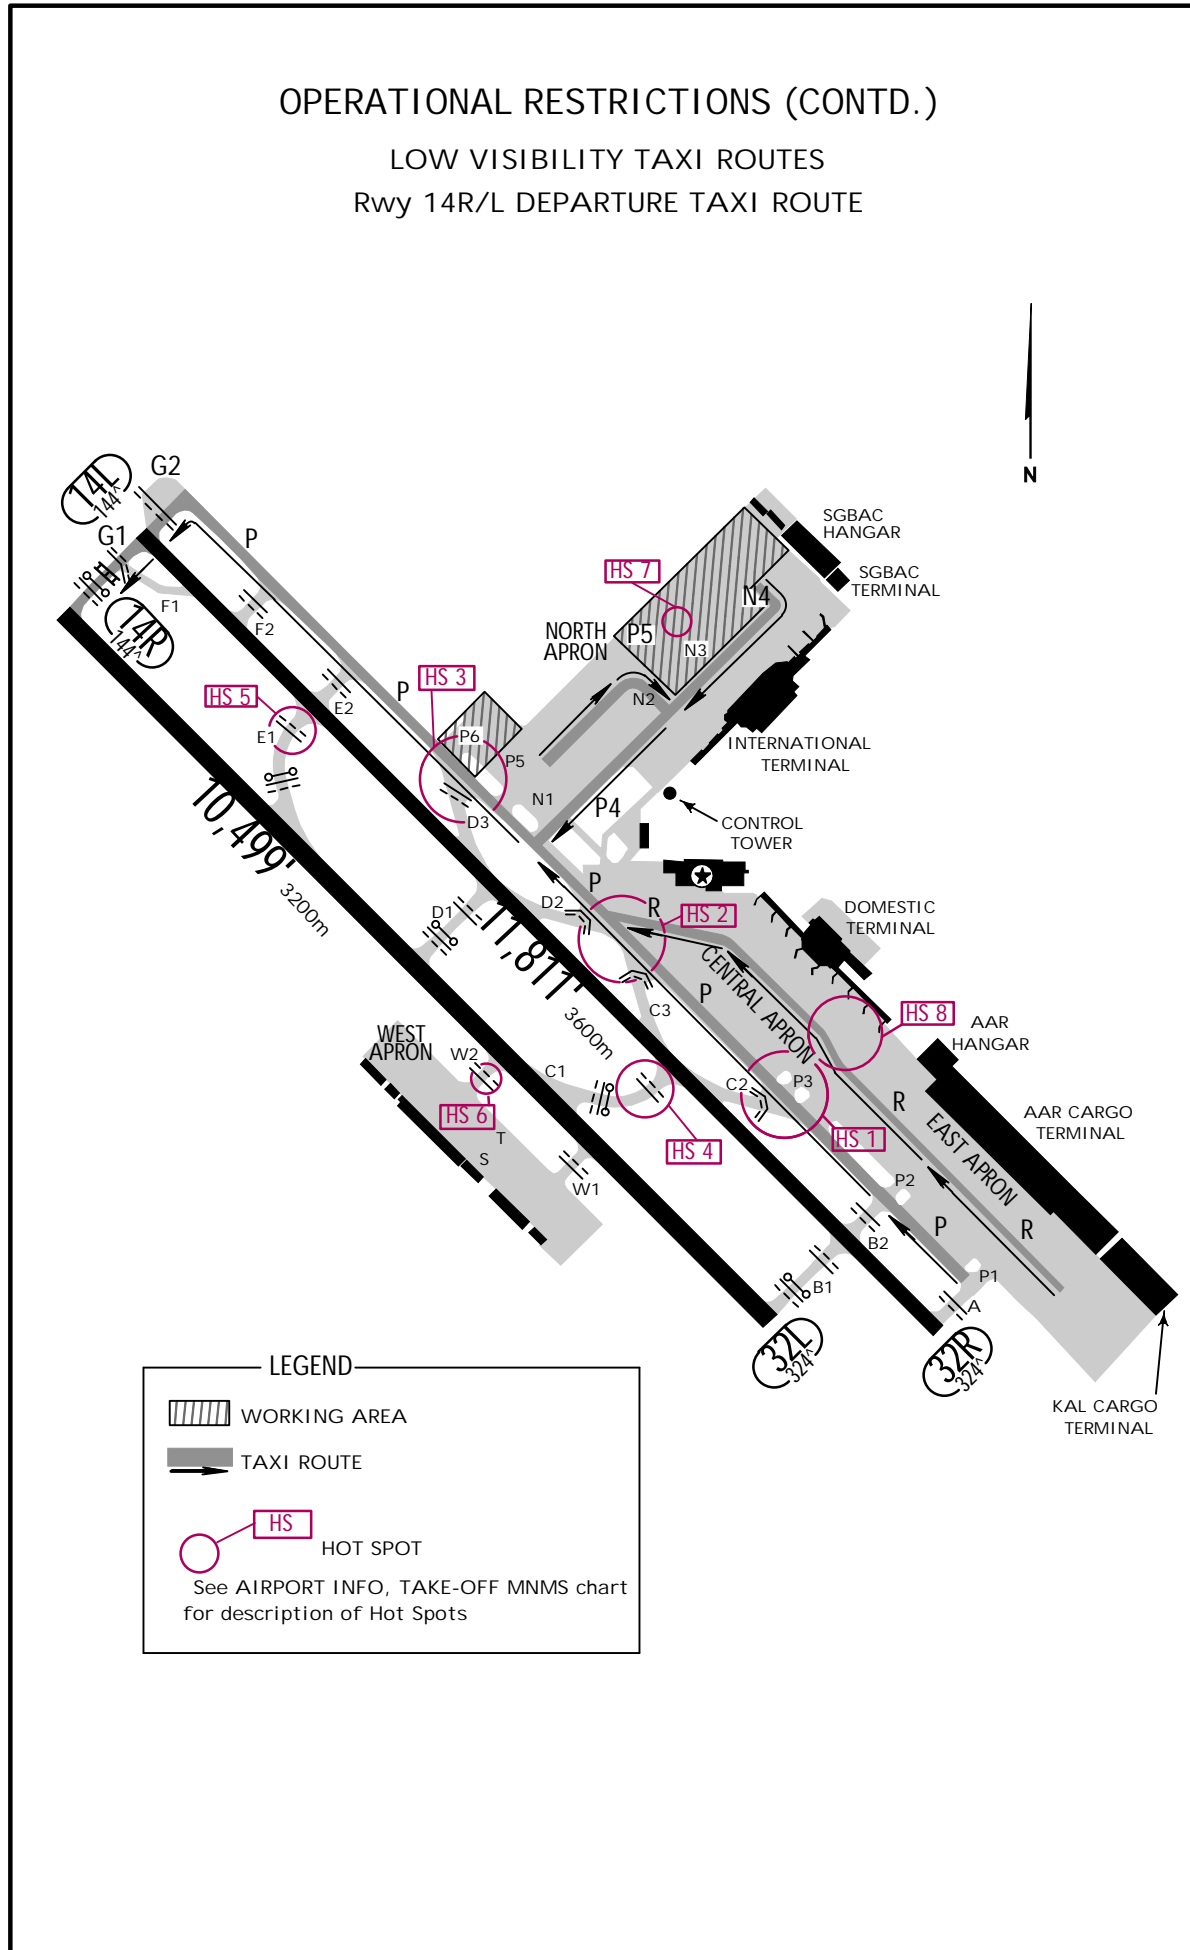 OPERATIONAL RESTRICTIONS (CONTD.)
LOW VISIBILITY TAXI ROUTES
Rwy 14R/L DEPARTURE TAXI ROUTE
N
14L
144^
G2
G1
P
F1
F2
14R
144^
HS 5
E1
E2
P
HS 3
P6
P5
D3
N1
SGBAC
HANGAR
SGBAC
TERMINAL
HS 7
N4
P5
N3
NORTH
APRON
N2
INTERNATIONAL
TERMINAL
P4
CONTROL
TOWER
10,499'
3200m
D1
D2
P
R
HS 2
DOMESTIC
TERMINAL
11,811'
3600m
C3
P
CENTRAL APRON
HS 8
AAR
HANGAR
WEST
APRON
W2
HS 6
T
S
C1
W1
HS 4
C2
P3
HS 1
R
EAST APRON
AAR CARGO
TERMINAL
P2
P
R
B2
B1
P1
A
32L
324^
32R
324^
KAL CARGO
TERMINAL
LEGEND
WORKING AREA
TAXI ROUTE
HS
HOT SPOT
See AIRPORT INFO, TAKE-OFF MNMS chart
for description of Hot Spots